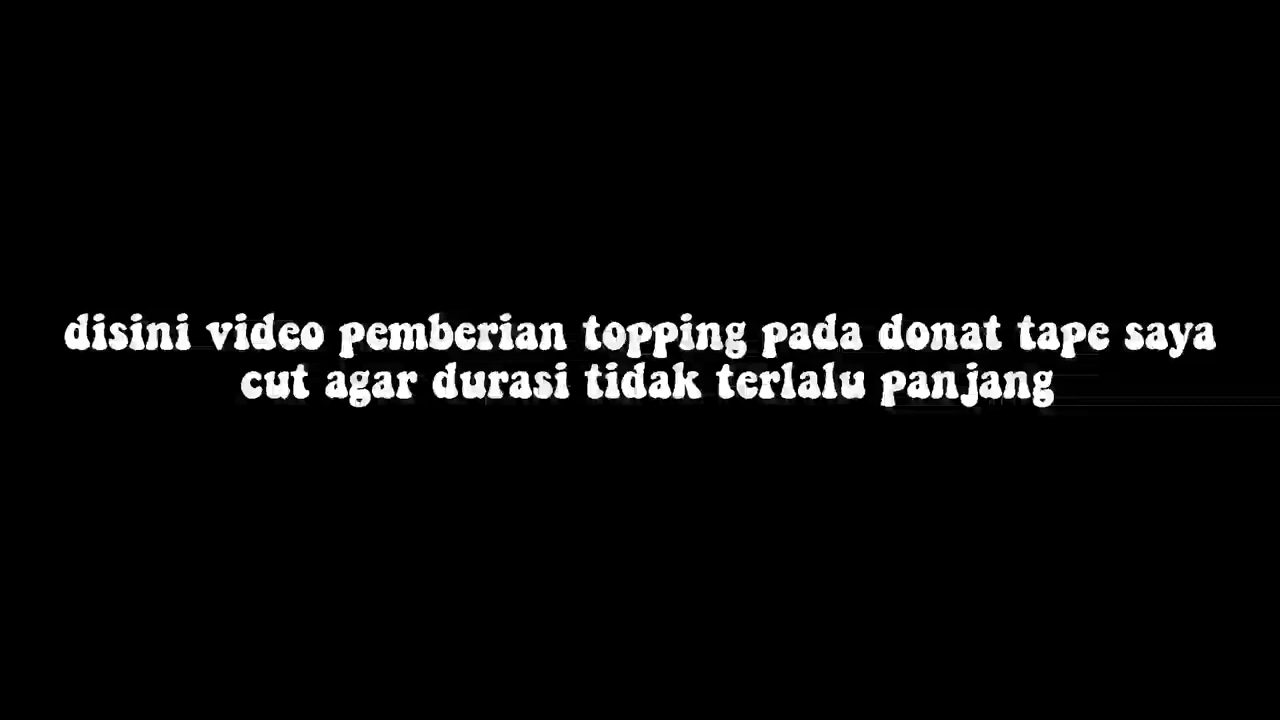 disini video pemberian topping pada donat tape saya
cut agar durasi tidak terlalu panjang